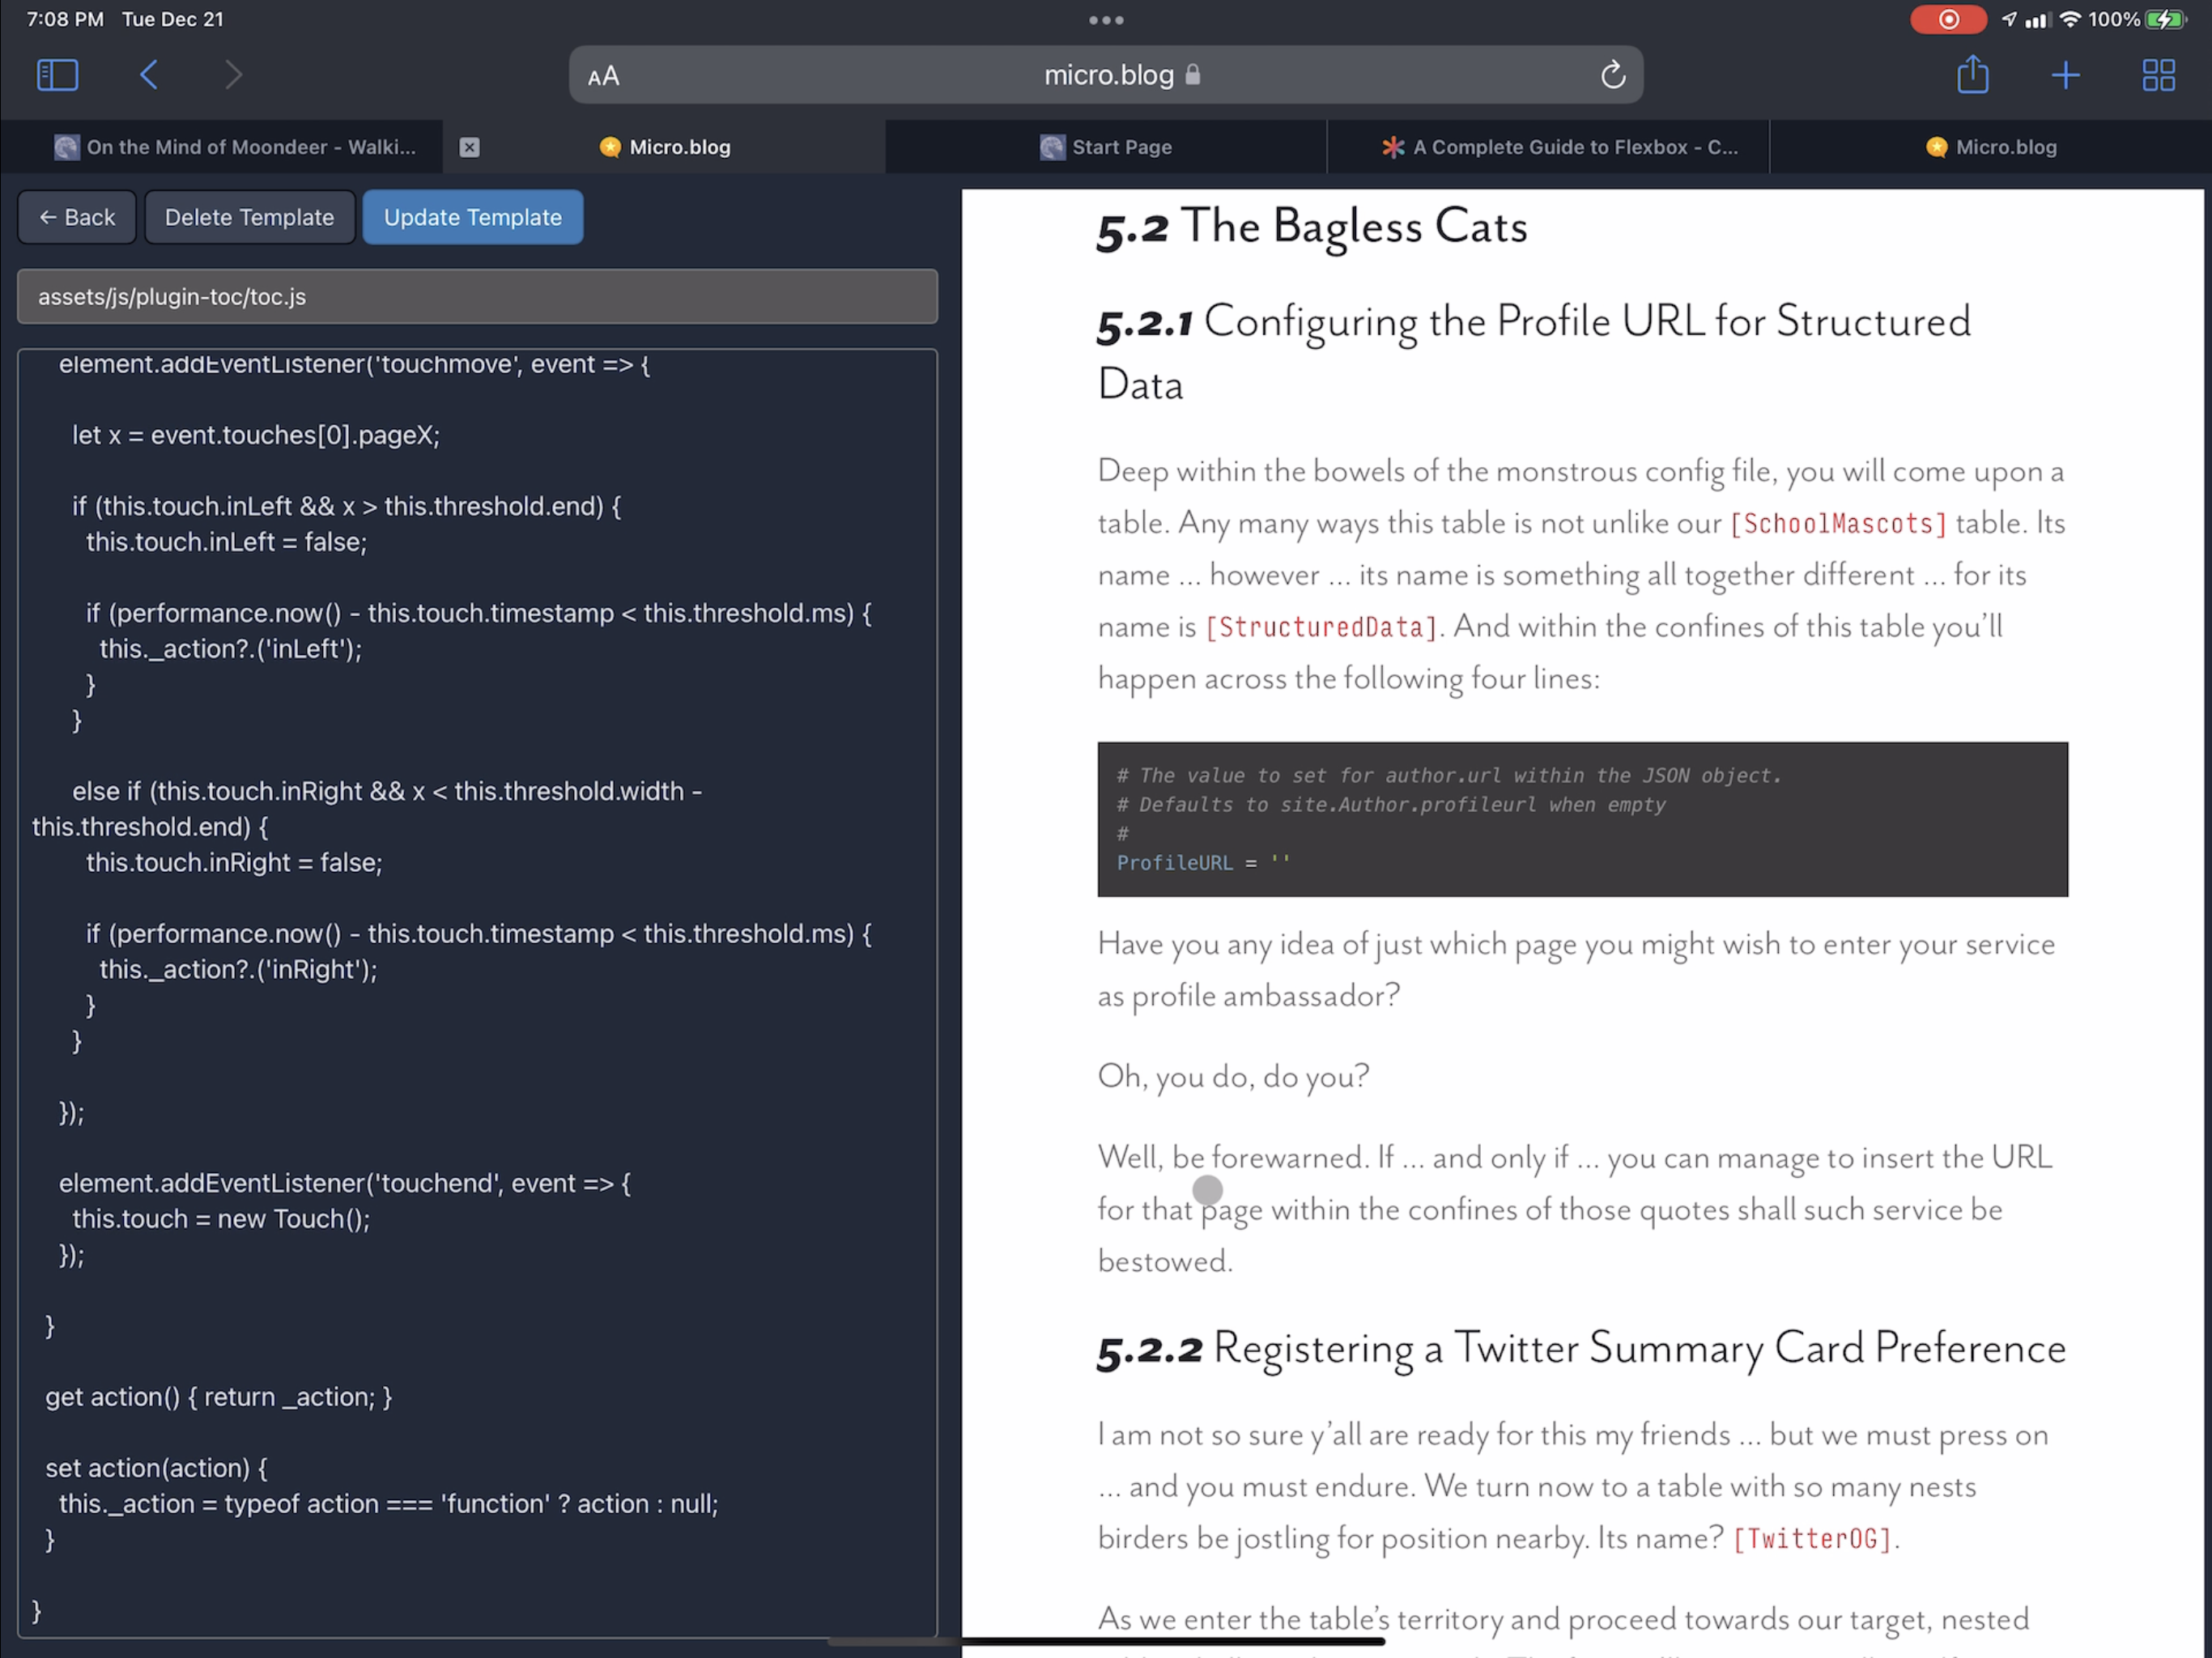 7:08 PM Tue Dec 21
100%
AA
micro.blog
On the Mind of Moondeer - Walki...
Micro.blog
Start Page
A Complete Guide to Flexbox - C...
Micro.blog
← Back
Delete Template
Update Template
assets/js/plugin-toc/toc.js
element.addEventListener('touchmove', event => {
let x = event.touches[0].pageX;
if (this.touch.inLeft && x > this.threshold.end) {
this.touch.inLeft = false;
if (performance.now() - this.touch.timestamp < this.threshold.ms) {
this._action?.('inLeft');
}
}
else if (this.touch.inRight && x < this.threshold.width -
this.threshold.end) {
this.touch.inRight = false;
if (performance.now() - this.touch.timestamp < this.threshold.ms) {
this._action?.('inRight');
}
}
});
element.addEventListener('touchend', event => {
this.touch = new Touch();
});
}
get action() { return _action; }
set action(action) {
this._action = typeof action === 'function' ? action : null;
}
}
5.2 The Bagless Cats
5.2.1 Configuring the Profile URL for Structured
Data
Deep within the bowels of the monstrous config file, you will come upon a
table. Any many ways this table is not unlike our [SchoolMascots] table. Its
name ... however ... its name is something all together different ... for its
name is [StructuredData]. And within the confines of this table you'll
happen across the following four lines:
# The value to set for author.url within the JSON object.
# Defaults to site.Author.profileurl when empty
#
ProfileURL = ''
Have you any idea of just which page you might wish to enter your service
as profile ambassador?
Oh, you do, do you?
Well, be forewarned. If ... and only if ... you can manage to insert the URL
for that page within the confines of those quotes shall such service be
bestowed.
5.2.2 Registering a Twitter Summary Card Preference
I am not so sure y'all are ready for this my friends ... but we must press on
... and you must endure. We turn now to a table with so many nests
birders be jostling for position nearby. Its name? [TwitterOG].
As we enter the table's territory and proceed towards our target, nested